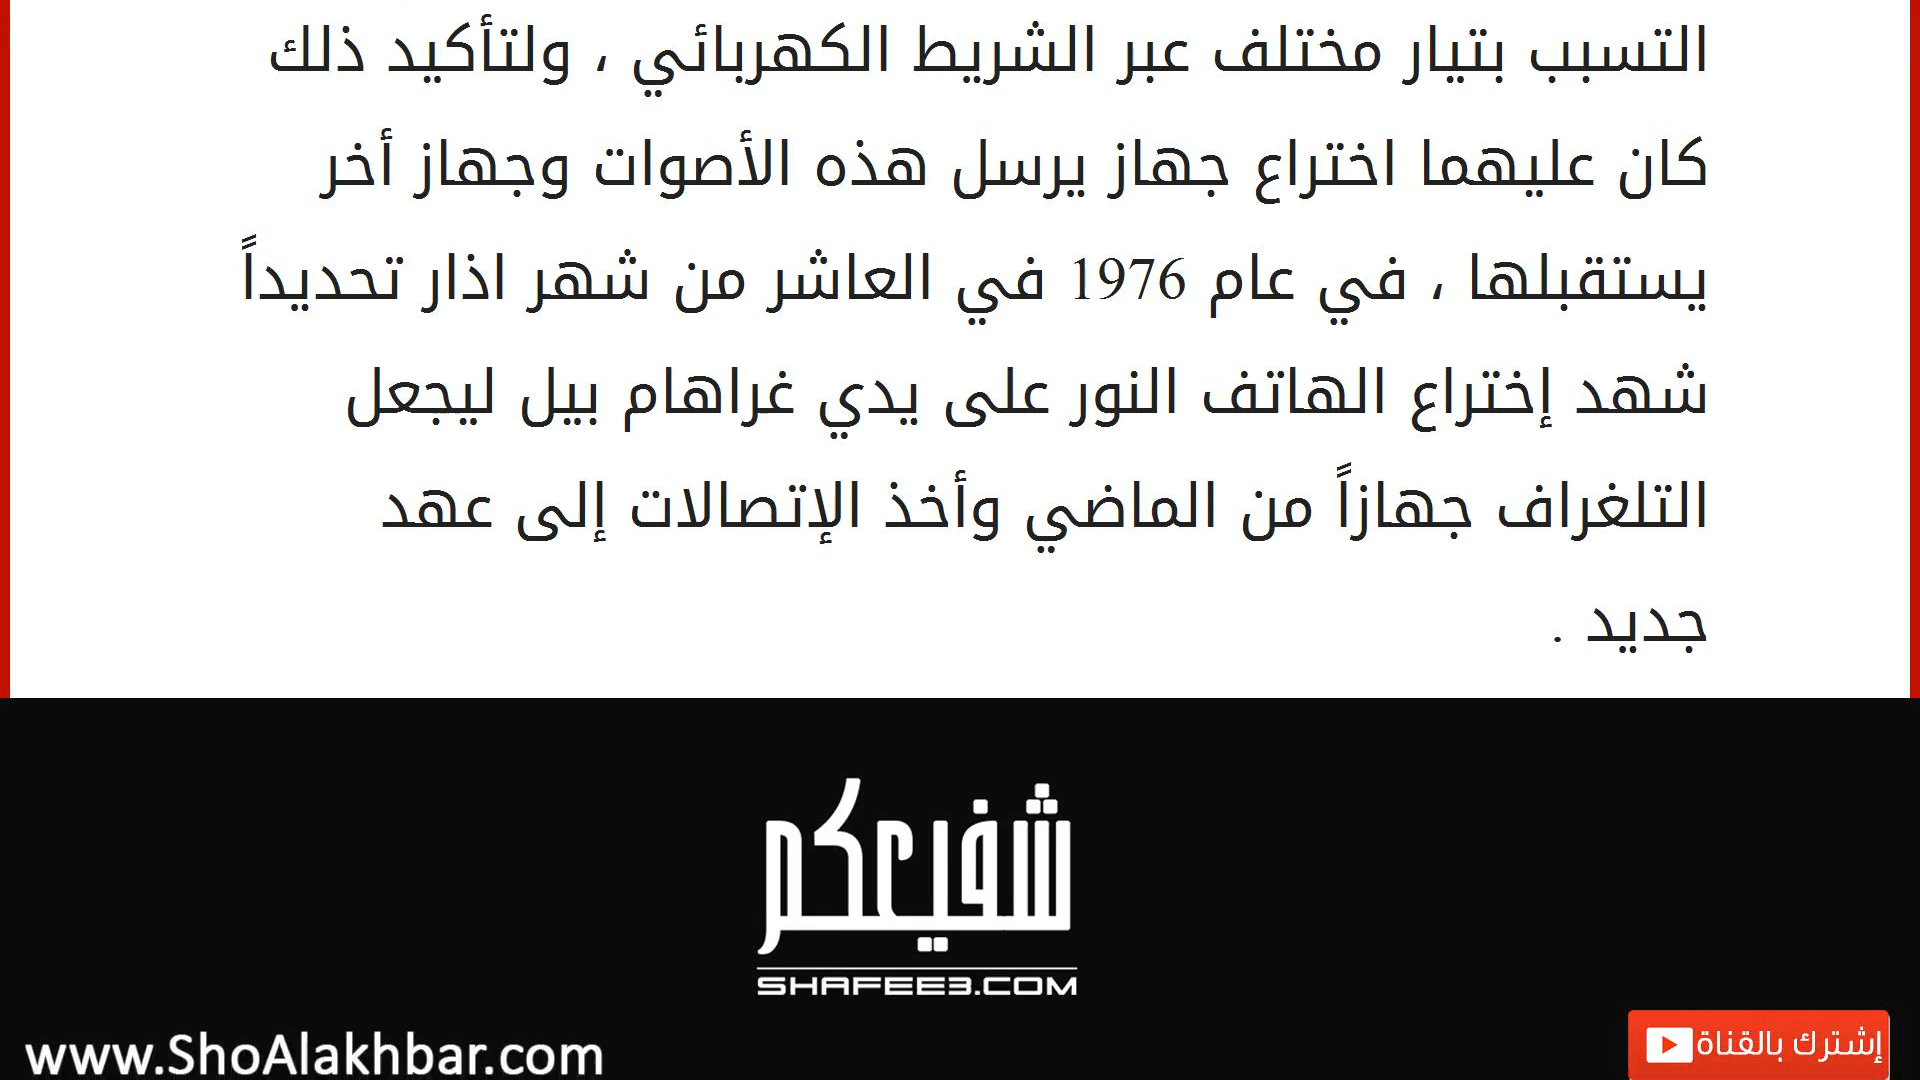 التسبب بتيار مختلف عبر الشريط الكهربائي ، ولتأكيد ذلك
كان عليهما اختراع جهاز يرسل هذه الأصوات وجهاز أخر
يستقبلها ، في عام 1976 في العاشر من شهر اذار تحديداً
شهد إختراع الهاتف النور على يدي غراهام بيل ليجعل
التلغراف جهازاً من الماضي وأخذ الإتصالات إلى عهد
جديد .
شفيعكم
SHAFEE3.COM
www.ShoAlakhbar.com
إشترك بالقناة